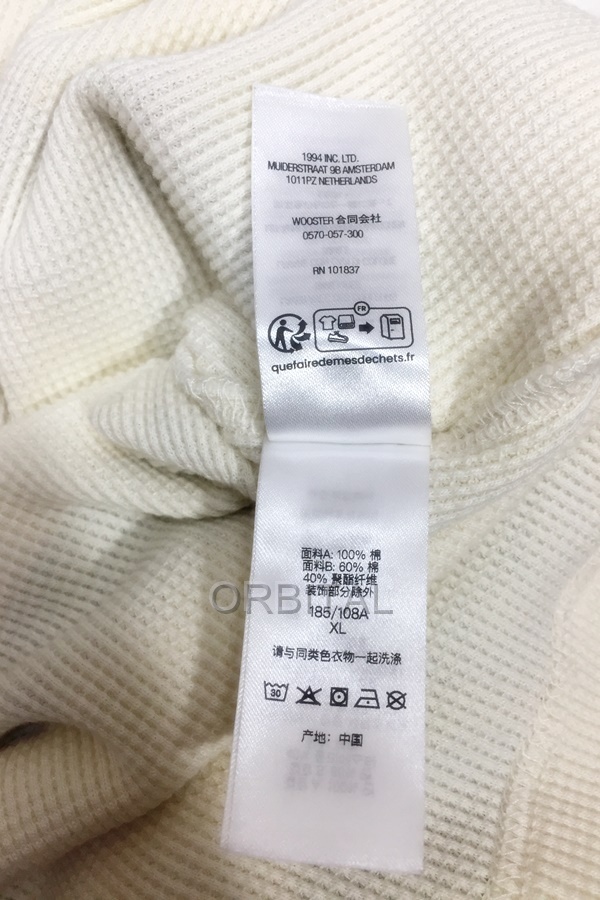 1994 INC. LTD.
MUIDERSTRAAT 9B AMSTERDAM
1011PZ NETHERLANDS
WOOSTER 合同会社
0570-057-300
RN 101837
FR
quefairedemesdechets.fr
面料A: 100% 棉
面料B: 60% 棉
40% 聚酯纤维
装饰部分除外
ORBITAL
185/108A
XL
请与同类色衣物一起洗涤
30
产地：中国